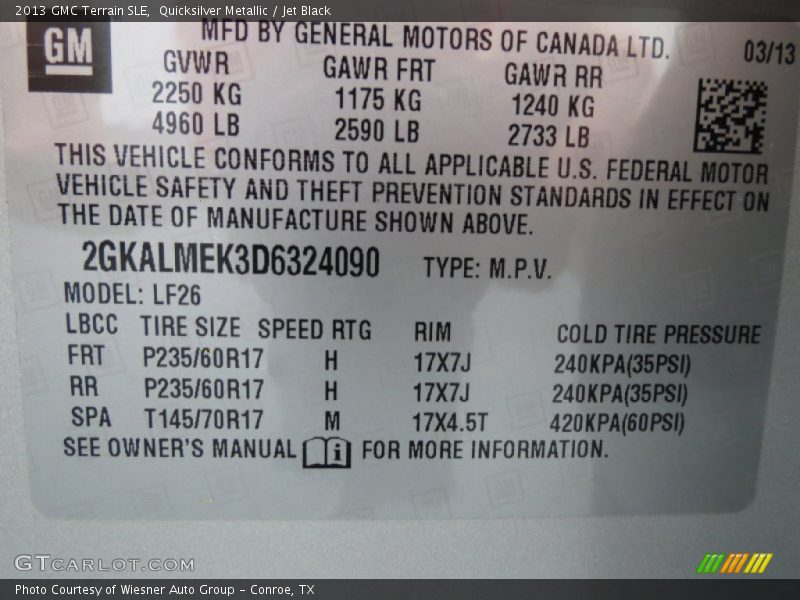 2013 GMC Terrain SLE,  Quicksilver Metallic / Jet Black
GM
MFD BY GENERAL MOTORS OF CANADA LTD.
03/13
GVWR GAWR FRT GAWR RR
2250 KG 1175 KG 1240 KG
4960 LB 2590 LB 2733 LB
THIS VEHICLE CONFORMS TO ALL APPLICABLE U.S. FEDERAL MOTOR
VEHICLE SAFETY AND THEFT PREVENTION STANDARDS IN EFFECT ON
THE DATE OF MANUFACTURE SHOWN ABOVE.
2GKALMEK3D6324090 TYPE: M.P.V.
MODEL: LF26
LBCC TIRE SIZE SPEED RTG RIM COLD TIRE PRESSURE
FRT P235/60R17 H 17X7J 240KPA(35PSI)
RR P235/60R17 H 17X7J 240KPA(35PSI)
SPA T145/70R17 M 17X4.5T 420KPA(60PSI)
SEE OWNER'S MANUAL i FOR MORE INFORMATION.
GTCARLOT.COM
Photo Courtesy of Wiesner Auto Group - Conroe, TX